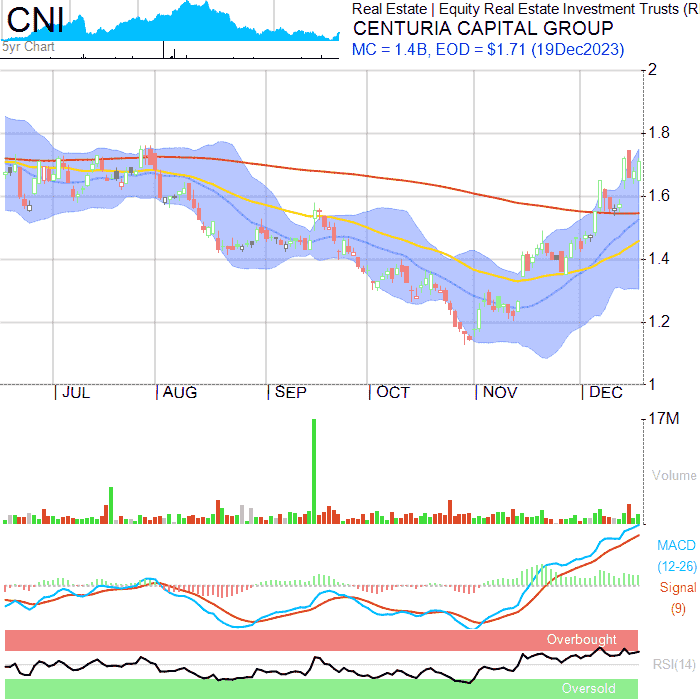 CNI
5yr Chart
Real Estate | Equity Real Estate Investment Trusts (R
CENTURIA CAPITAL GROUP
MC = 1.4B, EOD = $1.71 (19Dec2023)
2
1.8
1.6
1.4
1.2
1
JUL AUG SEP OCT NOV DEC
17M
Volume
MACD
(12-26)
Signal
(9)
Overbought
RSI(14)
Oversold